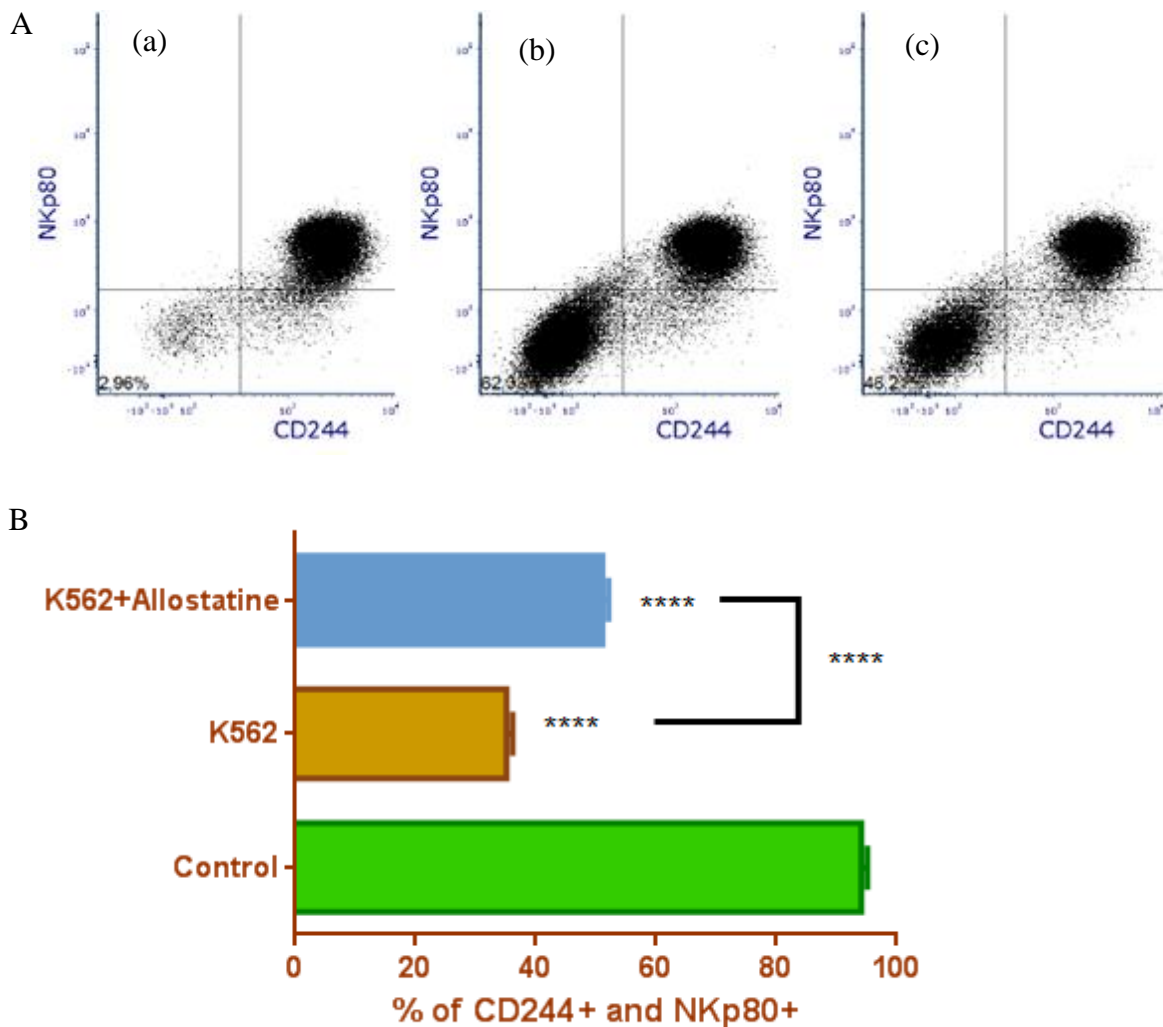 A
(a)
(b)
(c)
NKp80
NKp80
NKp80
2.96%
CD244
CD244
CD244
B
K562+Allostatine
****
****
K562
****
Control
0 20 40 60 80 100
% of CD244+ and NKp80+